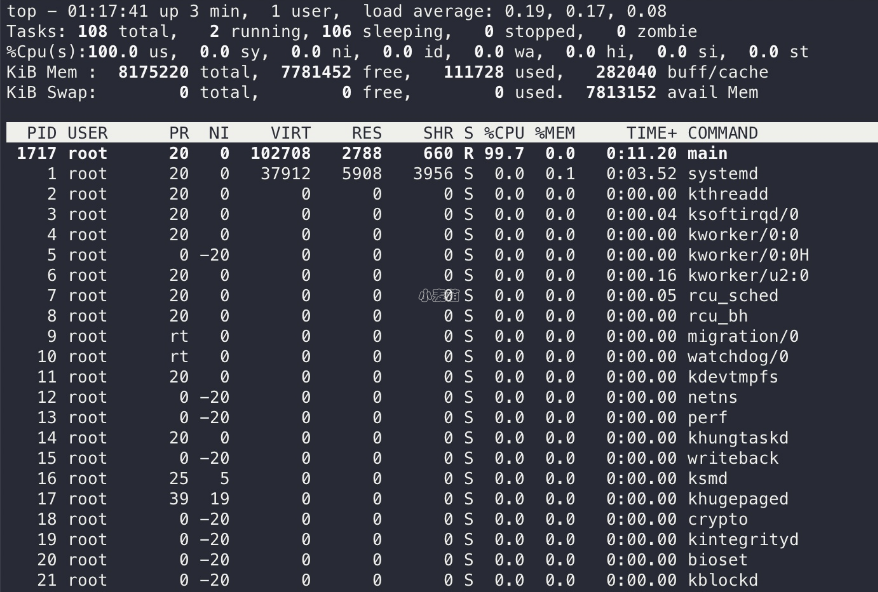 top − 01:17:41 up 3 min,  1 user,  load average: 0.19, 0.17, 0.08
Tasks: 108 total,   2 running, 106 sleeping,   0 stopped,   0 zombie
%Cpu(s):100.0 us,  0.0 sy,  0.0 ni,  0.0 id,  0.0 wa,  0.0 hi,  0.0 si,  0.0 st
KiB Mem :  8175220 total,  7781452 free,   111728 used,   282040 buff/cache
KiB Swap:        0 total,        0 free,        0 used.  7813152 avail Mem
PID USER PR NI VIRT RES SHR S %CPU %MEM TIME+ COMMAND
1717 root 20 0 102708 2788 660 R 99.7 0.0 0:11.20 main
1 root 20 0 37912 5908 3956 S 0.0 0.1 0:03.52 systemd
2 root 20 0 0 0 0 S 0.0 0.0 0:00.00 kthreadd
3 root 20 0 0 0 0 S 0.0 0.0 0:00.04 ksoftirqd/0
4 root 20 0 0 0 0 S 0.0 0.0 0:00.00 kworker/0:0
5 root 0 −20 0 0 0 S 0.0 0.0 0:00.00 kworker/0:0H
6 root 20 0 0 0 0 S 0.0 0.0 0:00.16 kworker/u2:0
7 root 20 0 0 0 0 S 0.0 0.0 0:00.05 rcu_sched
8 root 20 0 0 0 0 S 0.0 0.0 0:00.00 rcu_bh
9 root rt 0 0 0 0 S 0.0 0.0 0:00.00 migration/0
10 root rt 0 0 0 0 S 0.0 0.0 0:00.00 watchdog/0
11 root 20 0 0 0 0 S 0.0 0.0 0:00.00 kdevtmpfs
12 root 0 −20 0 0 0 S 0.0 0.0 0:00.00 netns
13 root 0 −20 0 0 0 S 0.0 0.0 0:00.00 perf
14 root 20 0 0 0 0 S 0.0 0.0 0:00.00 khungtaskd
15 root 0 −20 0 0 0 S 0.0 0.0 0:00.00 writeback
16 root 25 5 0 0 0 S 0.0 0.0 0:00.00 ksmd
17 root 39 19 0 0 0 S 0.0 0.0 0:00.00 khugepaged
18 root 0 −20 0 0 0 S 0.0 0.0 0:00.00 crypto
19 root 0 −20 0 0 0 S 0.0 0.0 0:00.00 kintegrityd
20 root 0 −20 0 0 0 S 0.0 0.0 0:00.00 bioset
21 root 0 −20 0 0 0 S 0.0 0.0 0:00.00 kblockd